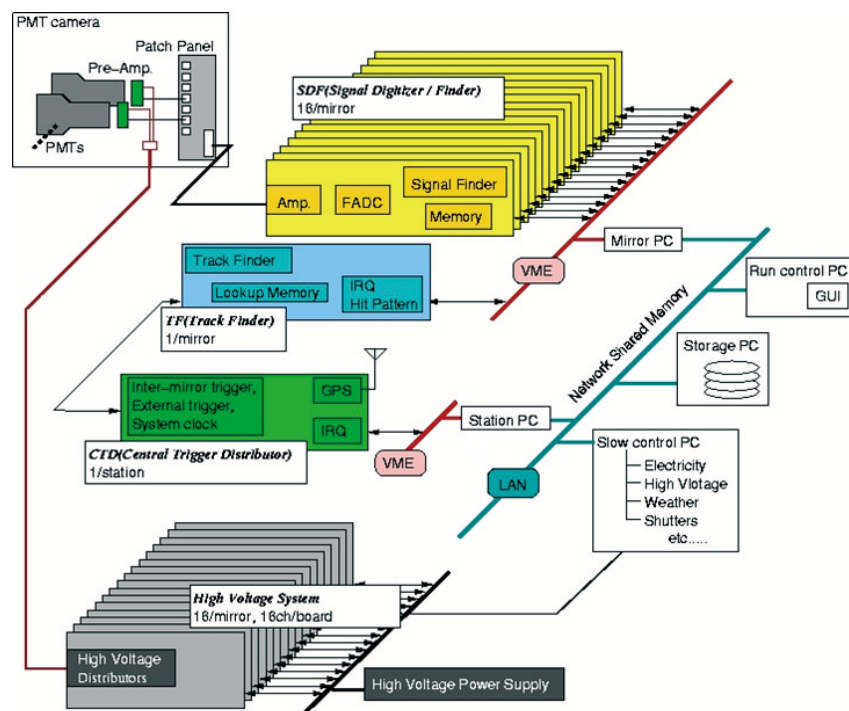 PMT camera
Patch Panel
Pre-Amp.
PMTs
SDF(Signal Digitizer / Finder)
16/mirror
Amp.
FADC
Signal Finder
Memory
VME
Mirror PC
Run control PC
GUI
Track Finder
Lookup Memory
IRQ
Hit Pattern
TF(Track Finder)
1/mirror
Network Shared Memory
Storage PC
Inter-mirror trigger,
External trigger,
System clock
GPS
IRQ
CTD(Central Trigger Distributor)
1/station
VME
Station PC
LAN
Slow control PC
Electricity
High Vlotage
Weather
Shutters
etc.....
High Voltage System
16/mirror, 16ch/board
High Voltage
Distributors
High Voltage Power Supply